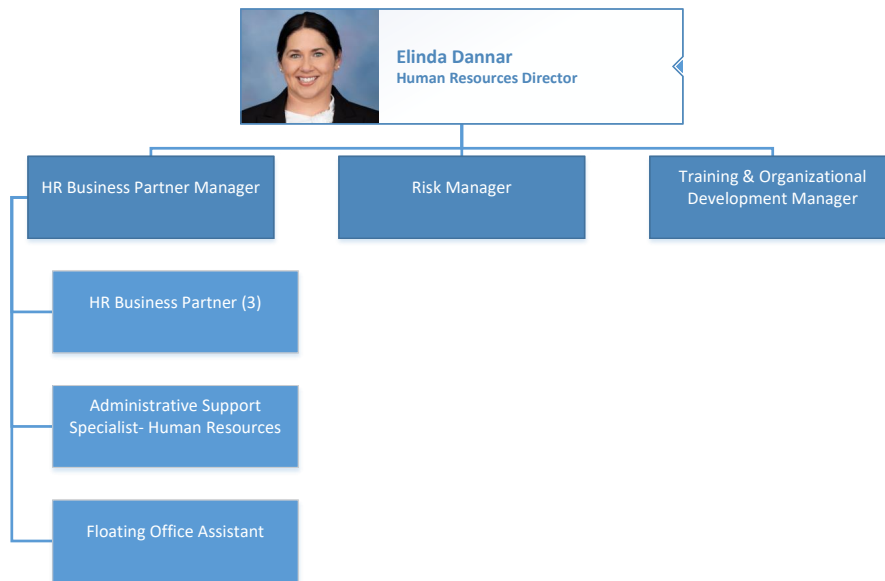 Elinda Dannar
Human Resources Director
HR Business Partner Manager
Risk Manager
Training & Organizational
Development Manager
HR Business Partner (3)
Administrative Support
Specialist- Human Resources
Floating Office Assistant